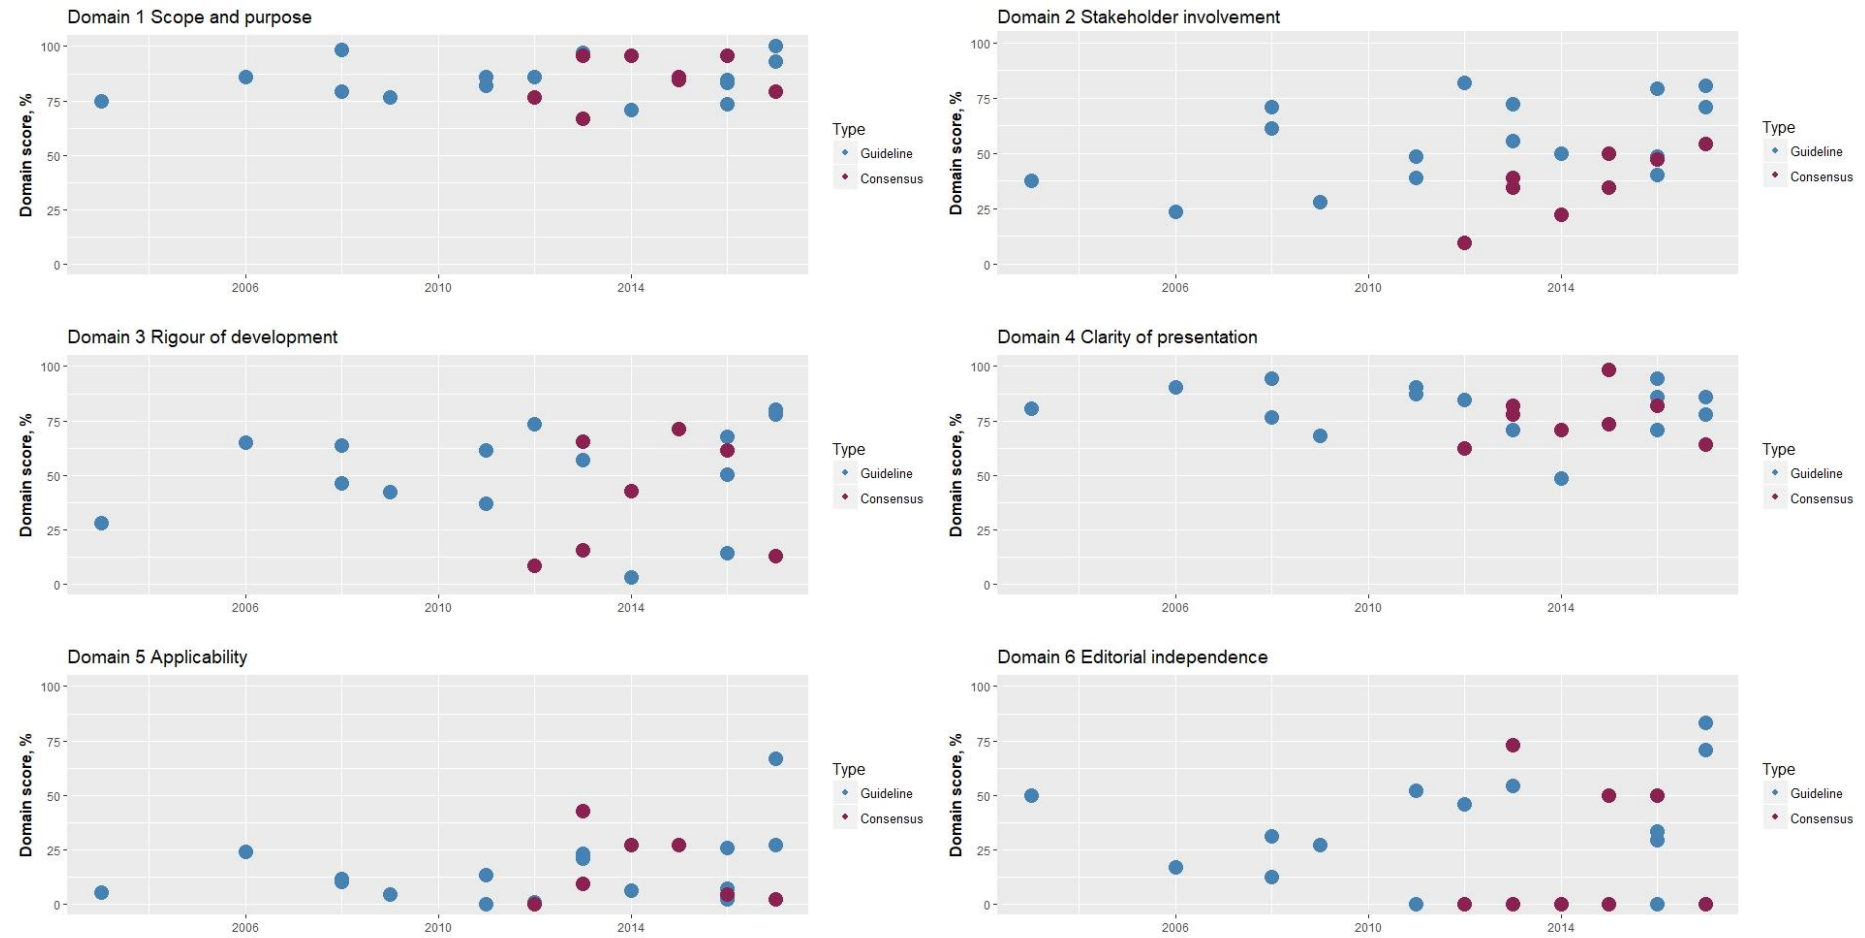 Domain 1 Scope and purpose
Domain score, %
100
75
50
25
0
2006
2010
2014
Type
Guideline
Consensus
Domain 2 Stakeholder involvement
Domain score, %
100
75
50
25
0
2006
2010
2014
Type
Guideline
Consensus
Domain 3 Rigour of development
Domain score, %
100
75
50
25
0
2006
2010
2014
Type
Guideline
Consensus
Domain 4 Clarity of presentation
Domain score, %
100
75
50
25
0
2006
2010
2014
Type
Guideline
Consensus
Domain 5 Applicability
Domain score, %
100
75
50
25
0
2006
2010
2014
Type
Guideline
Consensus
Domain 6 Editorial independence
Domain score, %
100
75
50
25
0
2006
2010
2014
Type
Guideline
Consensus